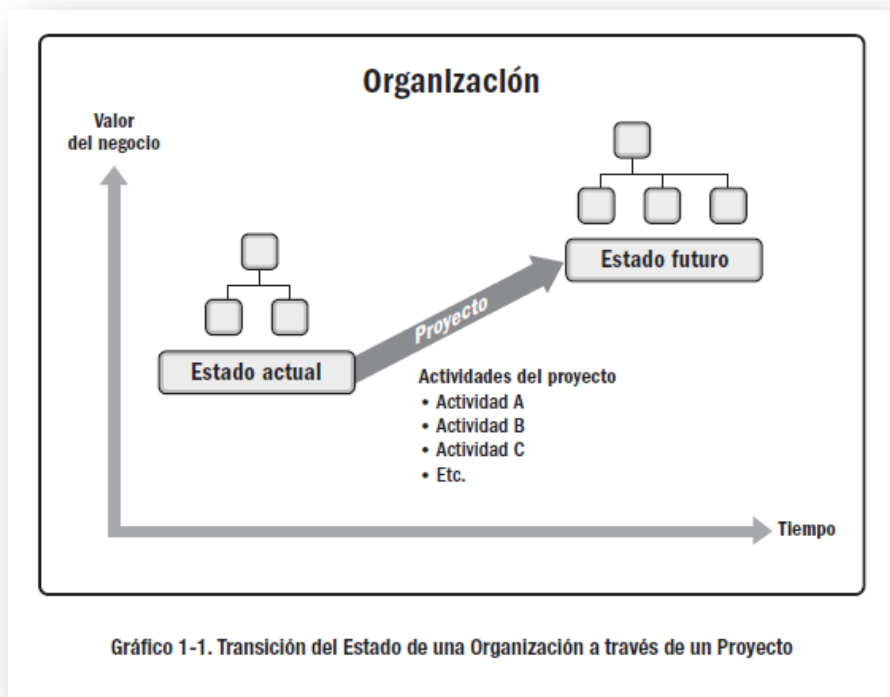 Organización
Valor
del negocio
Estado futuro
Proyecto
Estado actual
Actividades del proyecto
• Actividad A
• Actividad B
• Actividad C
• Etc.
Tiempo
Gráfico 1-1. Transición del Estado de una Organización a través de un Proyecto